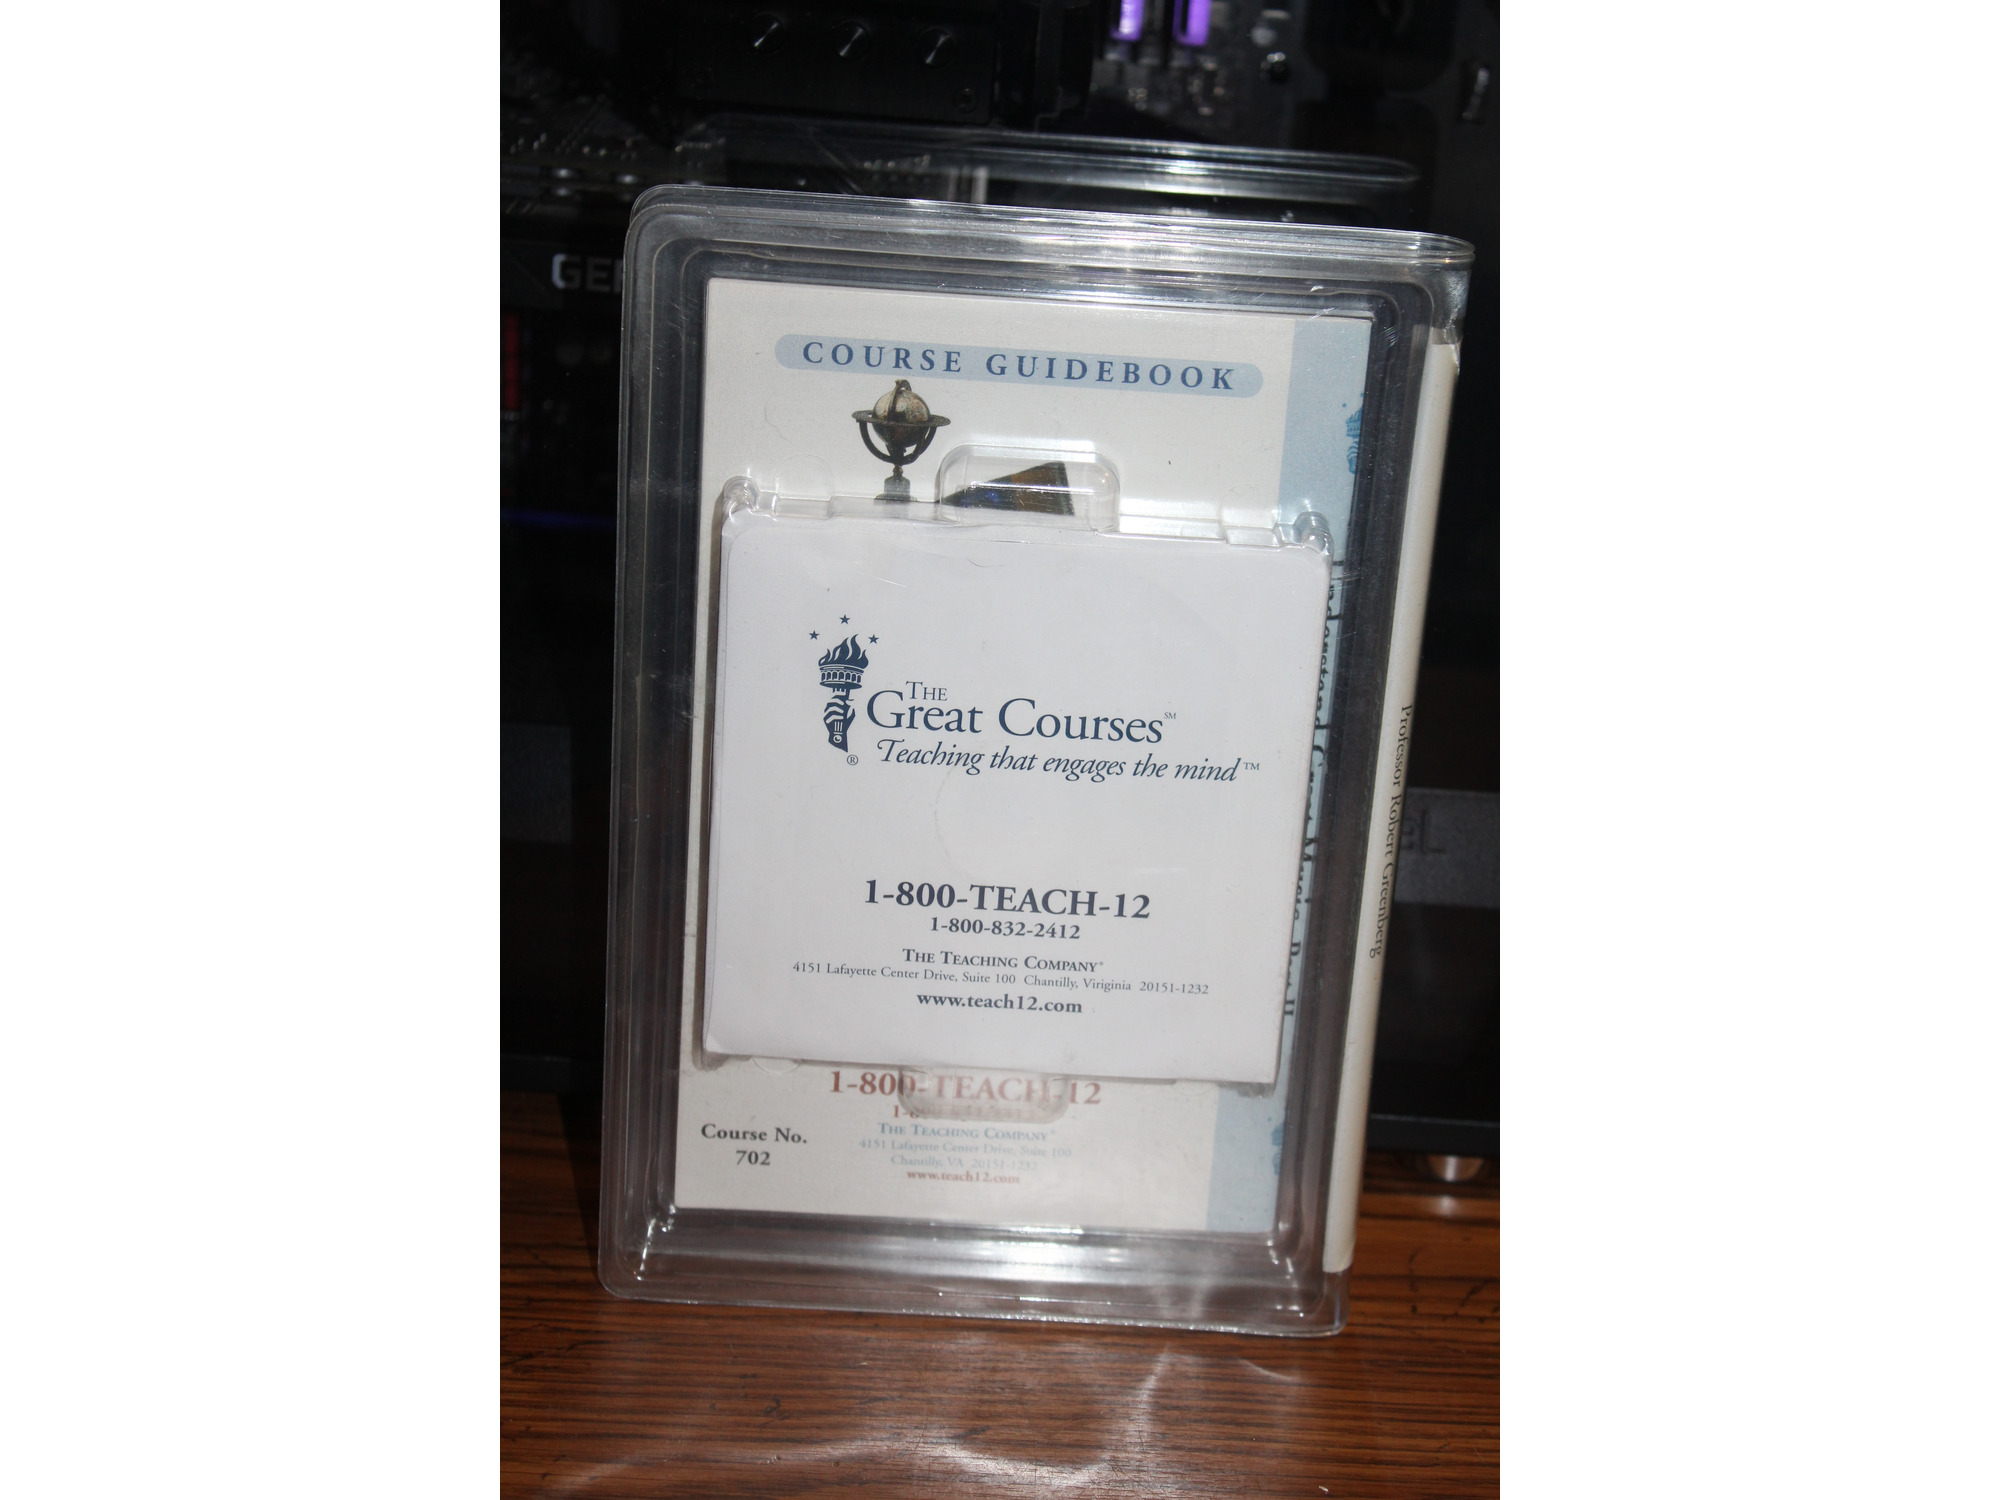 GE
COURSE GUIDEBOOK
THE
Great Courses℠
Teaching that engages the mind™
®
1-800-TEACH-12
1-800-832-2412
THE TEACHING COMPANY®
4151 Lafayette Center Drive, Suite 100 Chantilly, Viriginia 20151-1232
www.teach12.com
1-800-TEACH-12
THE TEACHING COMPANY®
4151 Lafayette Center Drive, Suite 100
Chantilly, VA 20151-1232
www.teach12.com
Course No.
702
Professor Robert Greenberg